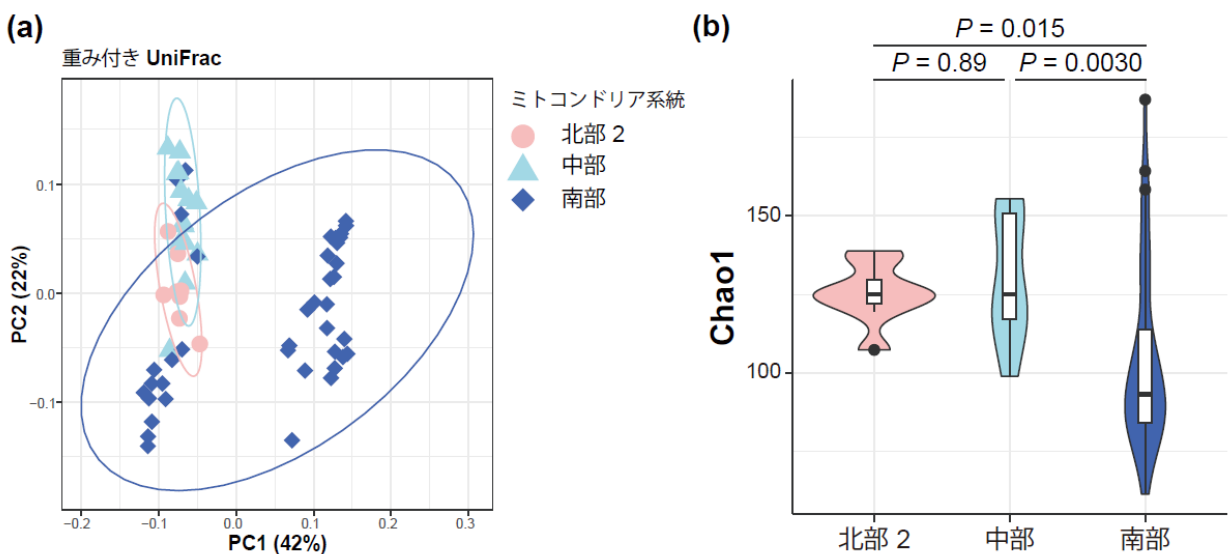 (a)
重み付き UniFrac
ミトコンドリア系統
北部 2
中部
南部
PC2 (22%)
0.1
0.0
−0.1
−0.2
−0.1
0.0
0.1
0.2
0.3
PC1 (42%)
(b)
P = 0.015
P = 0.89
P = 0.0030
Chao1
150
100
北部 2
中部
南部